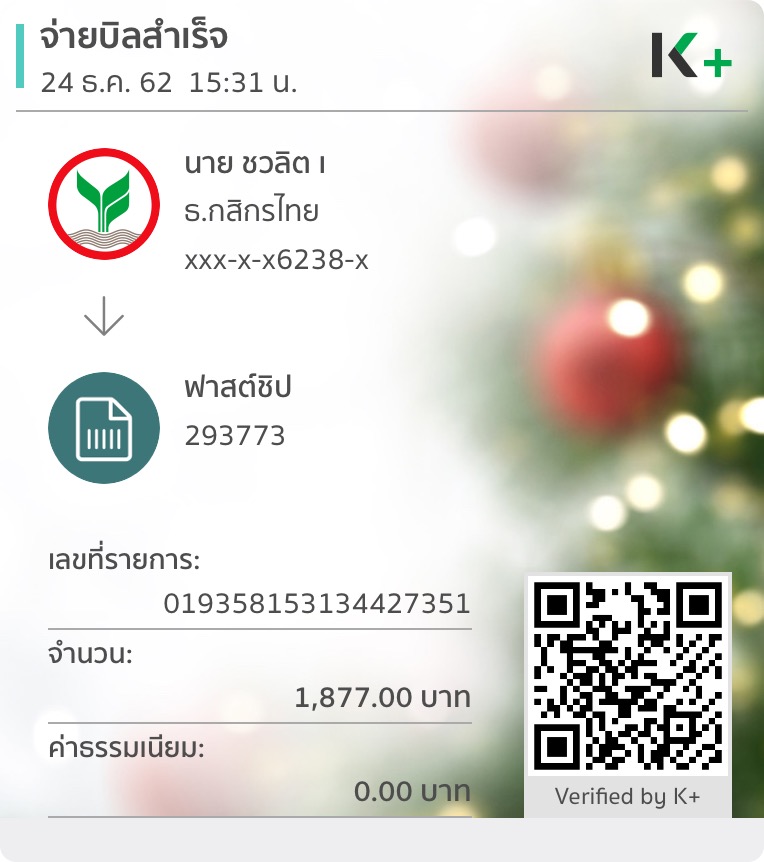 จ่ายบิลสำเร็จ
24 ธ.ค. 62 15:31 น.
K+
นาย ชวลิต เ
ธ.กสิกรไทย
xxx-x-x6238-x
ฟาสต์ชิป
293773
เลขที่รายการ:
019358153134427351
จำนวน:
1,877.00 บาท
ค่าธรรมเนียม:
0.00 บาท
Verified by K+